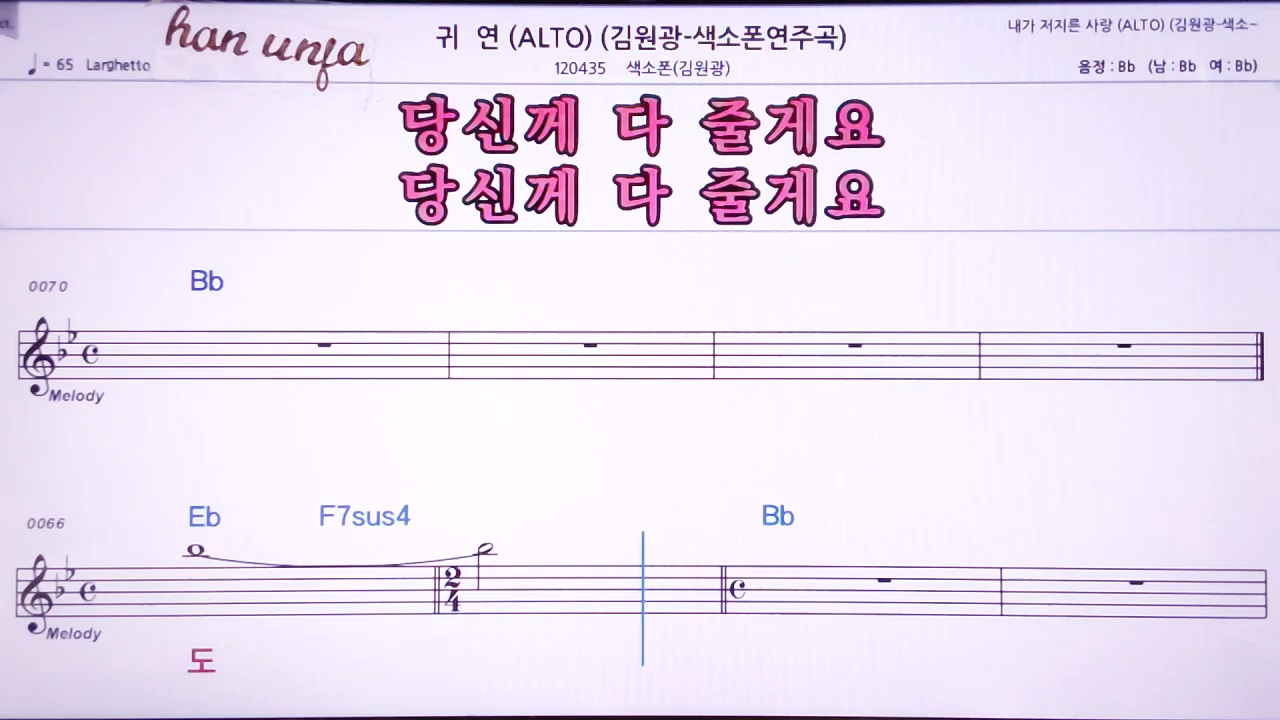 han unja
귀 연 (ALTO) (김원광-색소폰연주곡)
내가 저지른 사랑 (ALTO) (김원광-색소-
♩= 65 Larghetto
120435 색소폰(김원광)
음정 : Bb (남 : Bb 여 : Bb)
당신께 다 줄게요
당신께 다 줄게요
0070 Bb
Melody
0066 Eb F7sus4 Bb
2
4
Melody
도